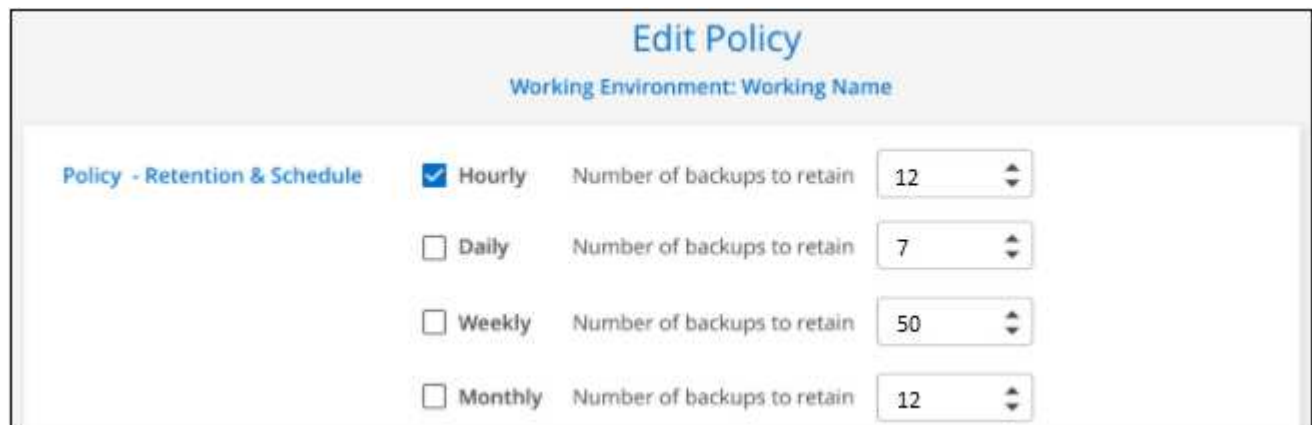 Edit Policy
Working Environment: Working Name
Policy - Retention & Schedule Hourly Number of backups to retain 12
Daily Number of backups to retain 7
Weekly Number of backups to retain 50
Monthly Number of backups to retain 12